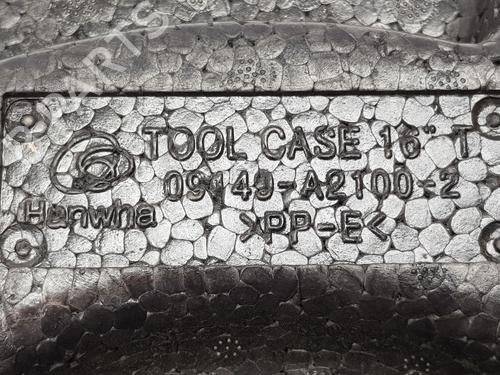 TOOL CASE 16" T
09149-A2100-2
Hanwha
>PP-E<